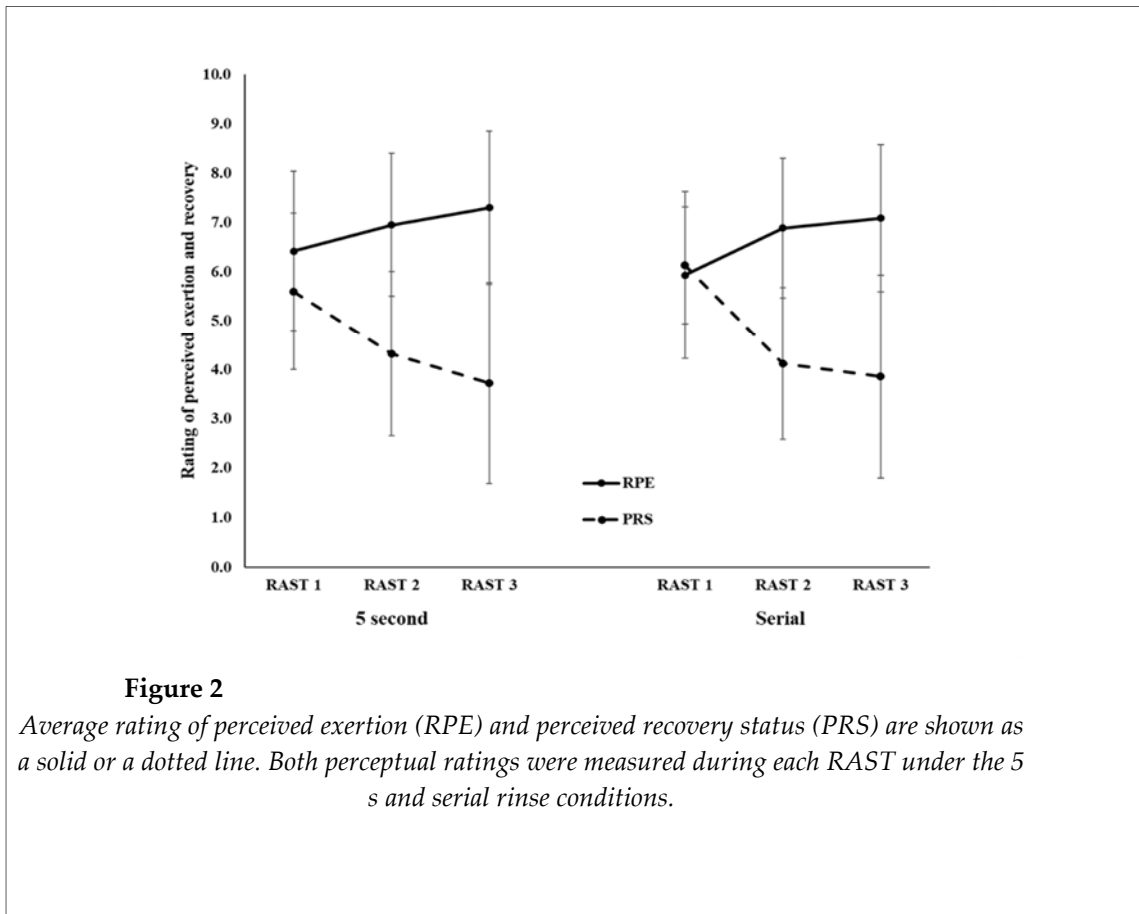 10.0
9.0
8.0
7.0
6.0
5.0
4.0
3.0
2.0
1.0
0.0
Rating of perceived exertion and recovery
RPE
PRS
RAST 1 RAST 2 RAST 3 RAST 1 RAST 2 RAST 3
5 second Serial
Figure 2
Average rating of perceived exertion (RPE) and perceived recovery status (PRS) are shown as
a solid or a dotted line. Both perceptual ratings were measured during each RAST under the 5
s and serial rinse conditions.